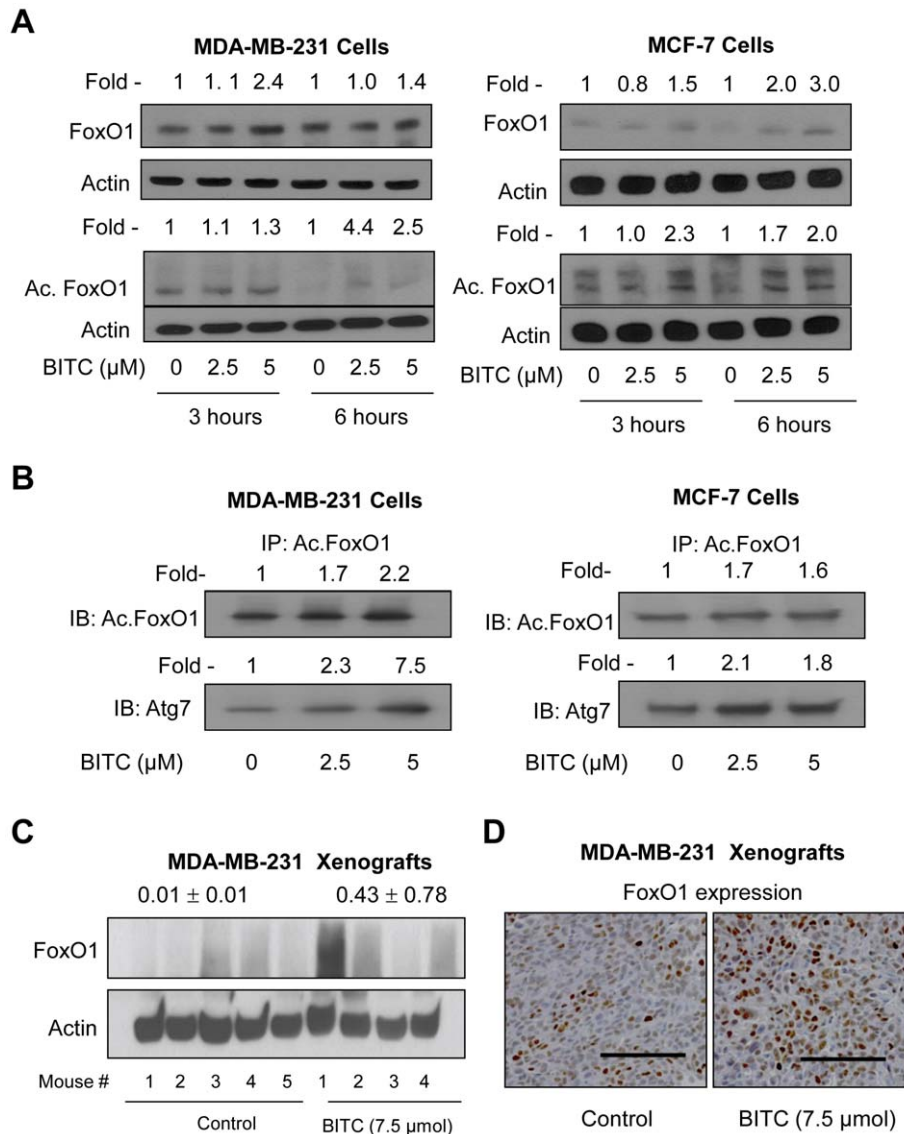 A
MDA-MB-231 Cells
Fold - 1 1. 1 2.4 1 1.0 1.4
FoxO1
Actin
Fold - 1 1.1 1.3 1 4.4 2.5
Ac. FoxO1
Actin
BITC (µM) 0 2.5 5 0 2.5 5
3 hours 6 hours
MCF-7 Cells
Fold - 1 0.8 1.5 1 2.0 3.0
FoxO1
Actin
Fold - 1 1.0 2.3 1 1.7 2.0
Ac. FoxO1
Actin
BITC (µM) 0 2.5 5 0 2.5 5
3 hours 6 hours
B
MDA-MB-231 Cells
IP: Ac.FoxO1
Fold- 1 1.7 2.2
IB: Ac.FoxO1
Fold - 1 2.3 7.5
IB: Atg7
BITC (µM) 0 2.5 5
MCF-7 Cells
IP: Ac.FoxO1
Fold- 1 1.7 1.6
IB: Ac.FoxO1
Fold - 1 2.1 1.8
IB: Atg7
BITC (µM) 0 2.5 5
C
MDA-MB-231 Xenografts
0.01 ± 0.01 0.43 ± 0.78
FoxO1
Actin
Mouse # 1 2 3 4 5 1 2 3 4
Control BITC (7.5 µmol)
D
MDA-MB-231 Xenografts
FoxO1 expression
Control BITC (7.5 µmol)